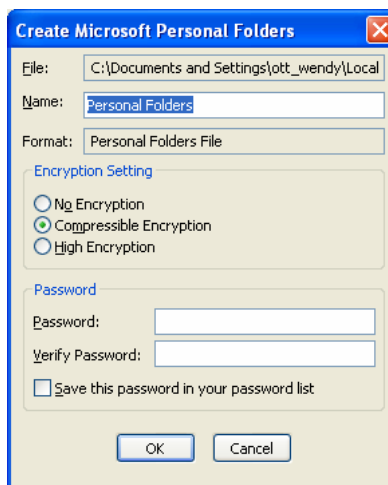 Create Microsoft Personal Folders
File: C:\Documents and Settings\ott_wendy\Local
Name: Personal Folders
Format: Personal Folders File
Encryption Setting
No Encryption
Compressible Encryption
High Encryption
Password
Password:
Verify Password:
Save this password in your password list
OK Cancel